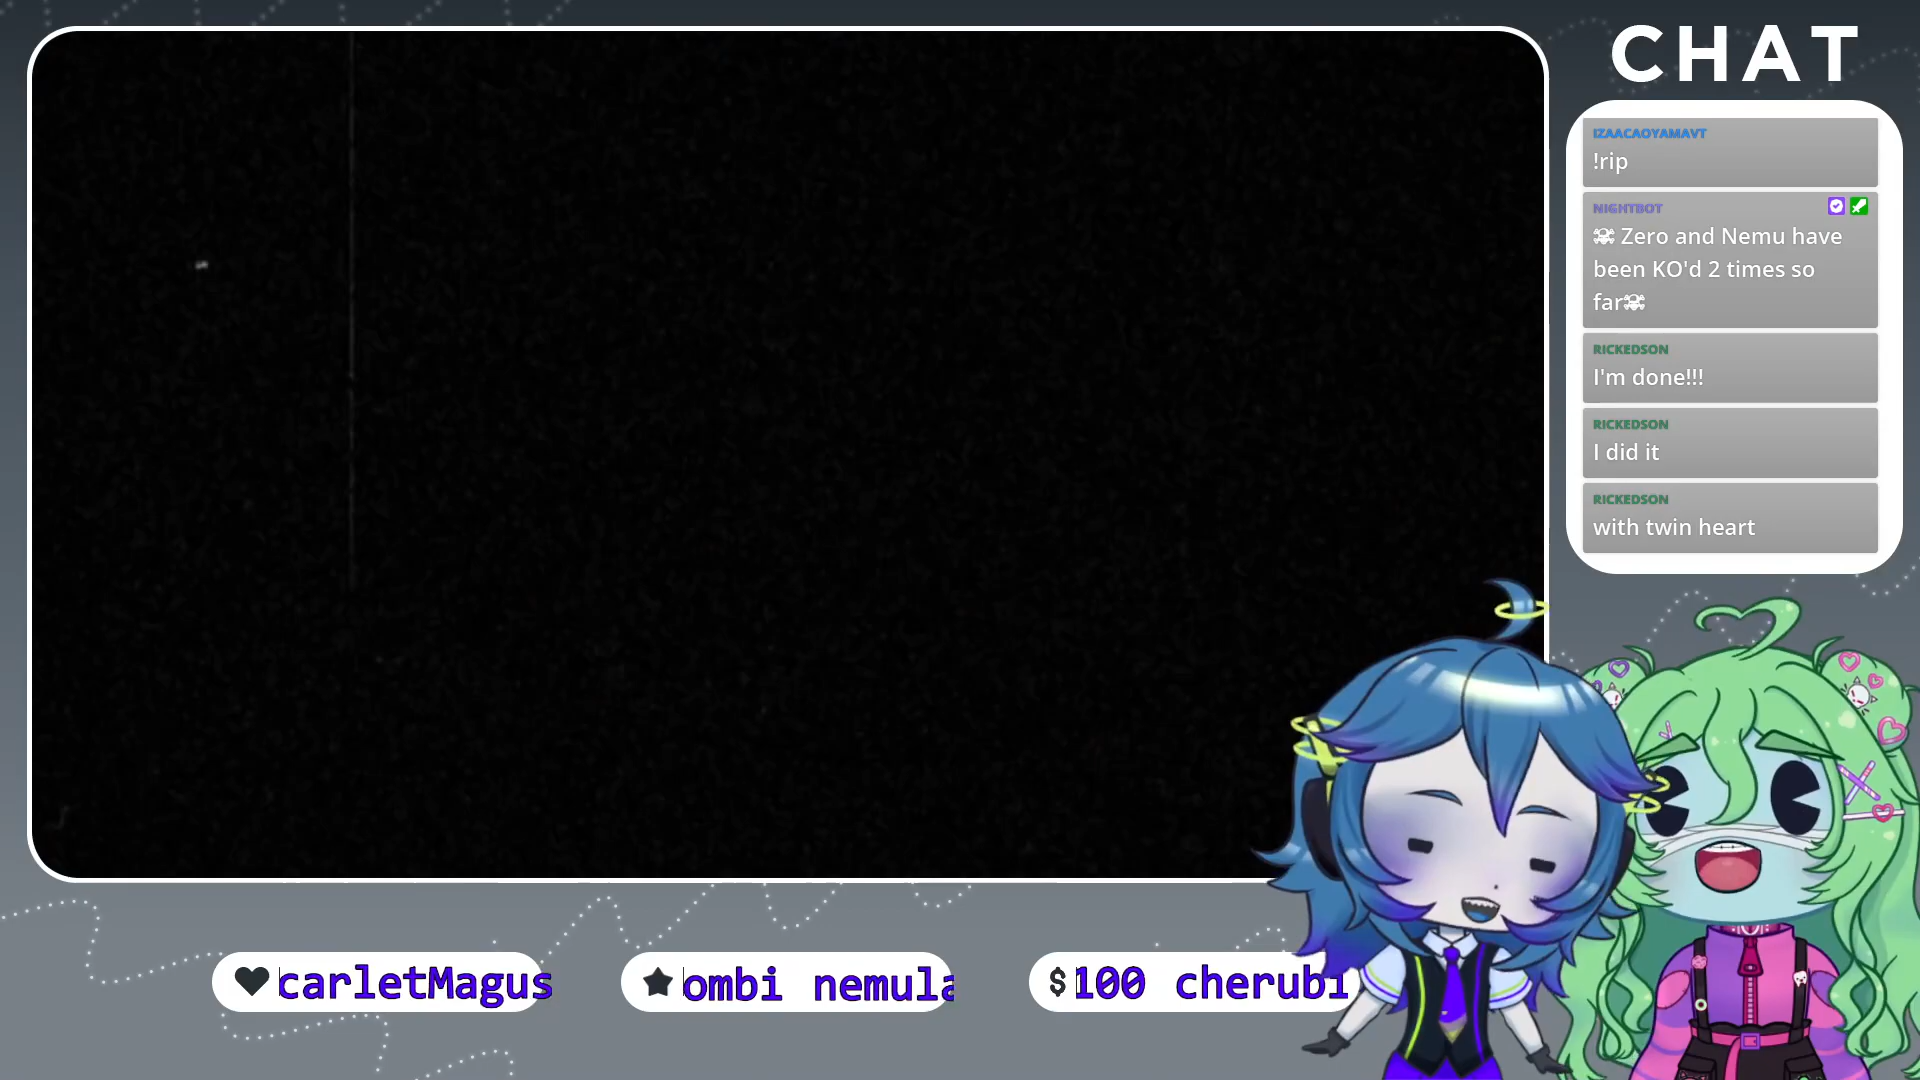 CHAT
IZAACAOYAMAVT
!rip
NIGHTBOT
☠ Zero and Nemu have
been KO'd 2 times so
far☠
RICKEDSON
I'm done!!!
RICKEDSON
I did it
RICKEDSON
with twin heart
carletMagus
ombi nemula
$ 100 cherubi